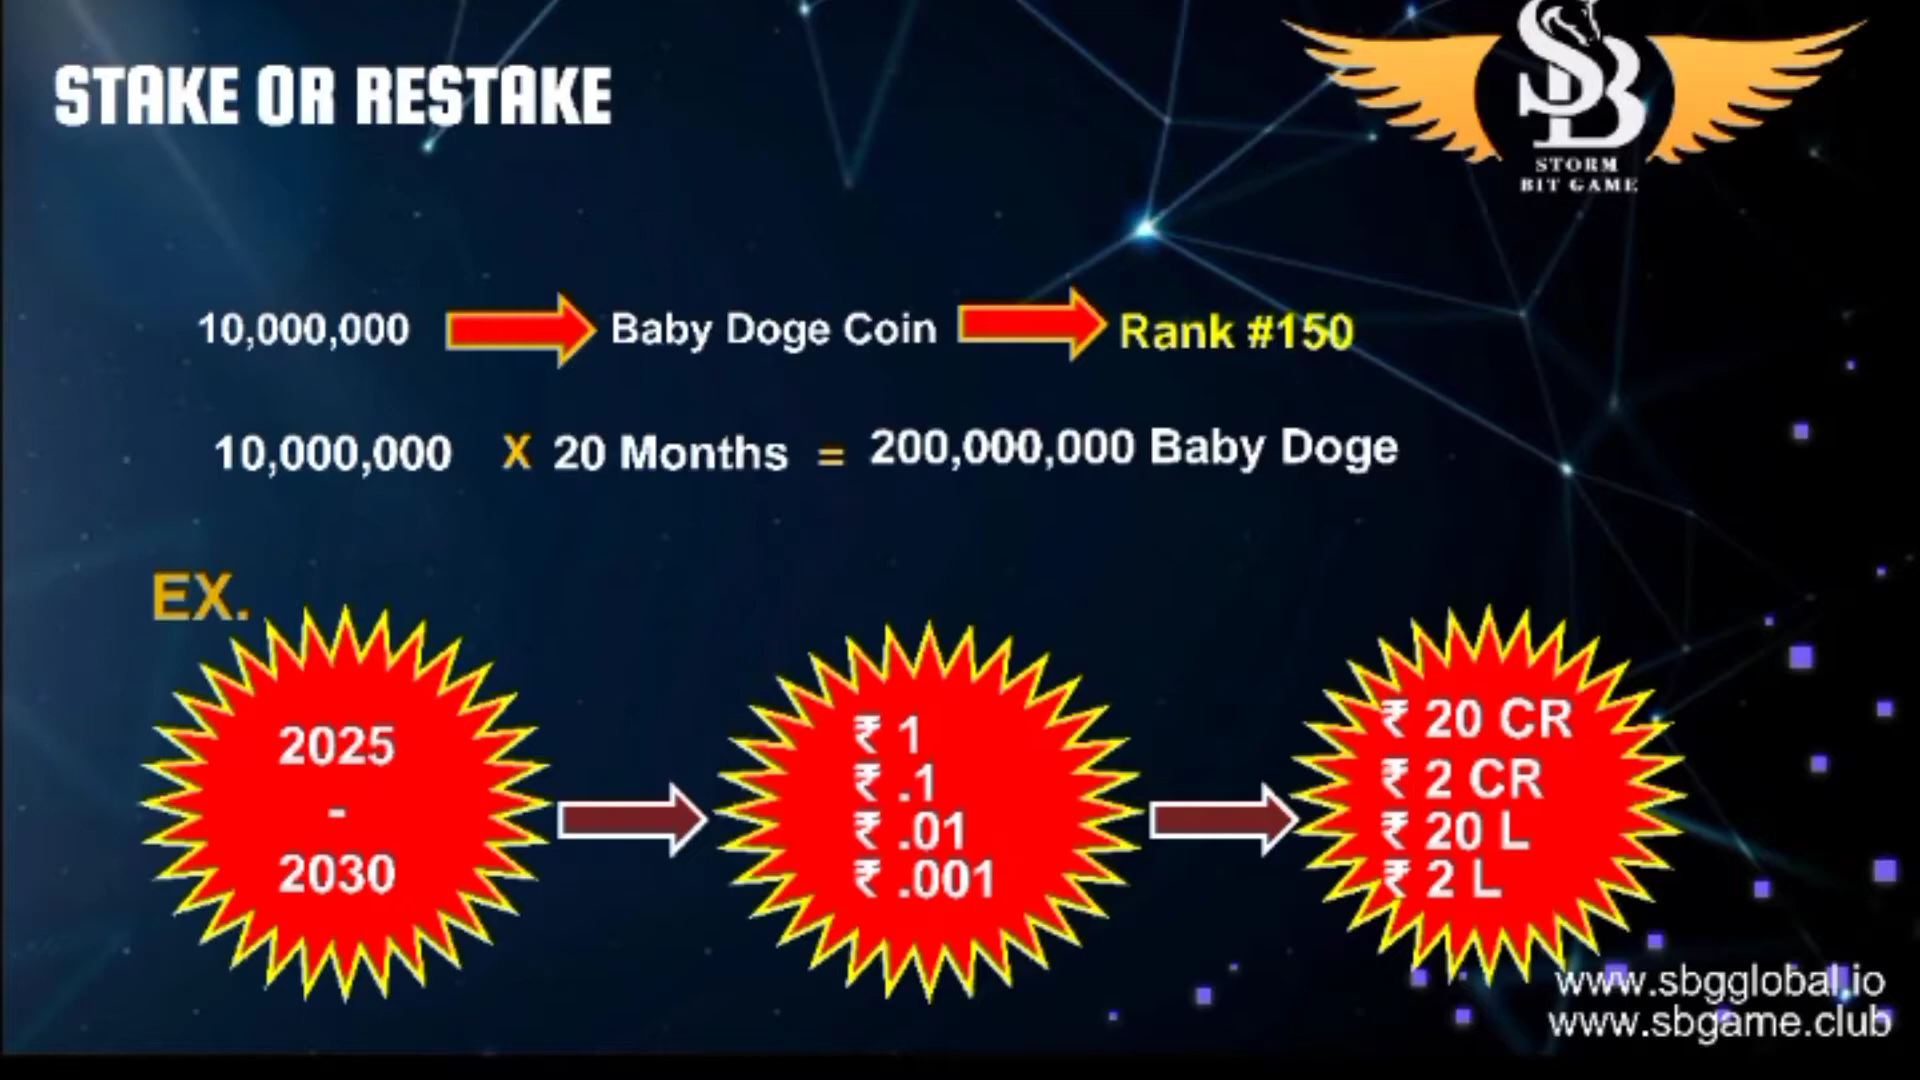 STAKE OR RESTAKE
SB
STORM
BIT GAME
10,000,000 Baby Doge Coin Rank #150
10,000,000 X 20 Months = 200,000,000 Baby Doge
EX.
2025
-
2030
₹ 1
₹ .1
₹ .01
₹ .001
₹ 20 CR
₹ 2 CR
₹ 20 L
₹ 2 L
www.sbgglobal.io
www.sbgame.club